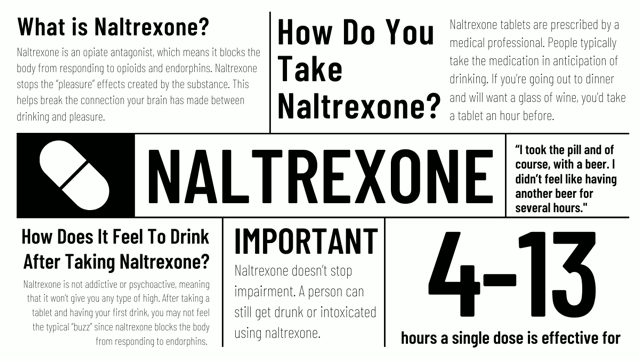 What is Naltrexone?
Naltrexone is an opiate antagonist, which means it blocks the
body from responding to opioids and endorphins. Naltrexone
stops the “pleasure” effects created by the substance. This
helps break the connection your brain has made between
drinking and pleasure.
How Do You
Take
Naltrexone?
Naltrexone tablets are prescribed by a
medical professional. People typically
take the medication in anticipation of
drinking. If you're going out to dinner
and will want a glass of wine, you'd take
a tablet an hour before.
NALTREXONE
“I took the pill and of
course, with a beer. I
didn’t feel like having
another beer for
several hours."
How Does It Feel To Drink
After Taking Naltrexone?
Naltrexone is not addictive or psychoactive, meaning
that it won't give you any type of high. After taking a
tablet and having your first drink, you may not feel
the typical “buzz” since naltrexone blocks the body
from responding to endorphins.
IMPORTANT
Naltrexone doesn’t stop
impairment. A person can
still get drunk or intoxicated
using naltrexone.
4-13
hours a single dose is effective for